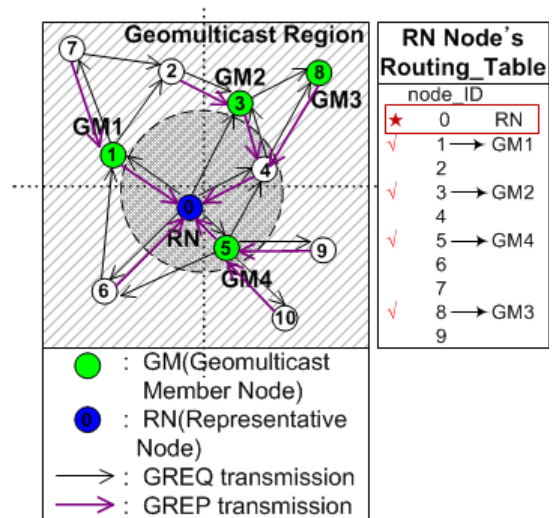 Geomulticast Region
7
2
GM2
8
3
GM3
GM1
1
4
0
RN
5
9
GM4
6
10
: GM(Geomulticast
Member Node)
0 : RN(Representative
Node)
: GREQ transmission
: GREP transmission
RN Node's
Routing_Table
node_ID
★ 0 RN
√ 1 → GM1
2
√ 3 → GM2
4
√ 5 → GM4
6
7
√ 8 → GM3
9